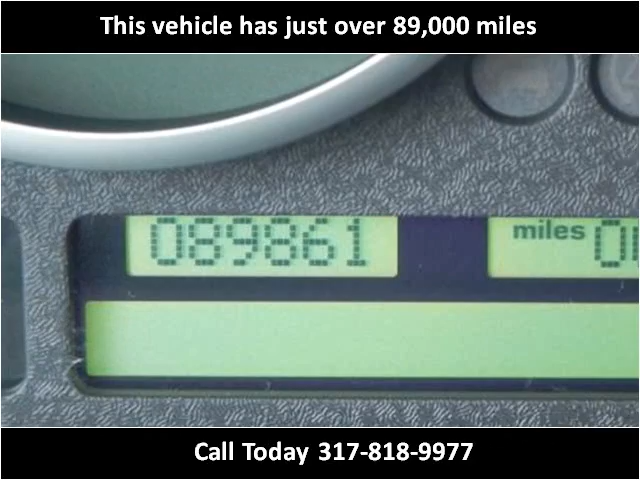 This vehicle has just over 89,000 miles
089861 miles
Call Today 317-818-9977